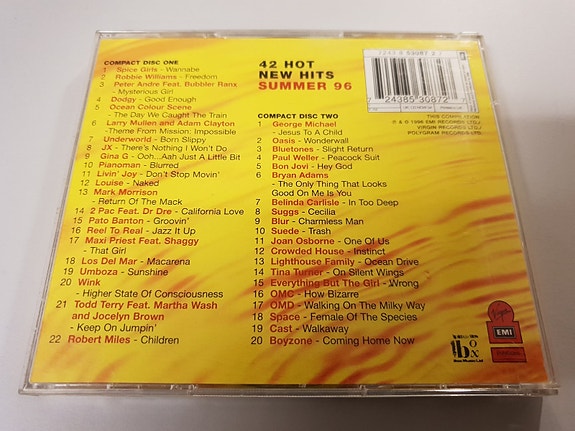 COMPACT DISC ONE
1 Spice Girls - Wannabe
2 Robbie Williams - Freedom
3 Peter Andre Feat. Bubbler Ranx
- Mysterious Girl
4 Dodgy - Good Enough
5 Ocean Colour Scene
- The Day We Caught The Train
6 Larry Mullen and Adam Clayton
-Theme From Mission: Impossible
7 Underworld - Born Slippy
8 JX - There's Nothing I Won't Do
9 Gina G - Ooh...Aah Just A Little Bit
10 Pianoman - Blurred
11 Livin' Joy - Don't Stop Movin'
12 Louise - Naked
13 Mark Morrison
- Return Of The Mack
14 2 Pac Feat. Dr Dre - California Love
15 Pato Banton - Groovin'
16 Reel To Real - Jazz It Up
17 Maxi Priest Feat. Shaggy
- That Girl
18 Los Del Mar - Macarena
19 Umboza - Sunshine
20 Wink
- Higher State Of Consciousness
21 Todd Terry Feat. Martha Wash
and Jocelyn Brown
- Keep On Jumpin'
22 Robert Miles - Children
42 HOT
NEW HITS
SUMMER 96
COMPACT DISC TWO
1 George Michael
- Jesus To A Child
2 Oasis - Wonderwall
3 Bluetones - Slight Return
4 Paul Weller - Peacock Suit
5 Bon Jovi - Hey God
6 Bryan Adams
- The Only Thing That Looks
Good On Me Is You
7 Belinda Carlisle - In Too Deep
8 Suggs - Cecilia
9 Blur - Charmless Man
10 Suede - Trash
11 Joan Osborne - One Of Us
12 Crowded House - Instinct
13 Lighthouse Family - Ocean Drive
14 Tina Turner - On Silent Wings
15 Everything But The Girl - Wrong
16 OMC - How Bizarre
17 OMD - Walking On The Milky Way
18 Space - Female Of The Species
19 Cast - Walkaway
20 Boyzone - Coming Home Now
24385 30872
THIS COMPILATION
℗ & © 1996 EMI RECORDS LTD./
VIRGIN RECORDS LTD./
POLYGRAM RECORDS LTD.
box
Virgin
EMI